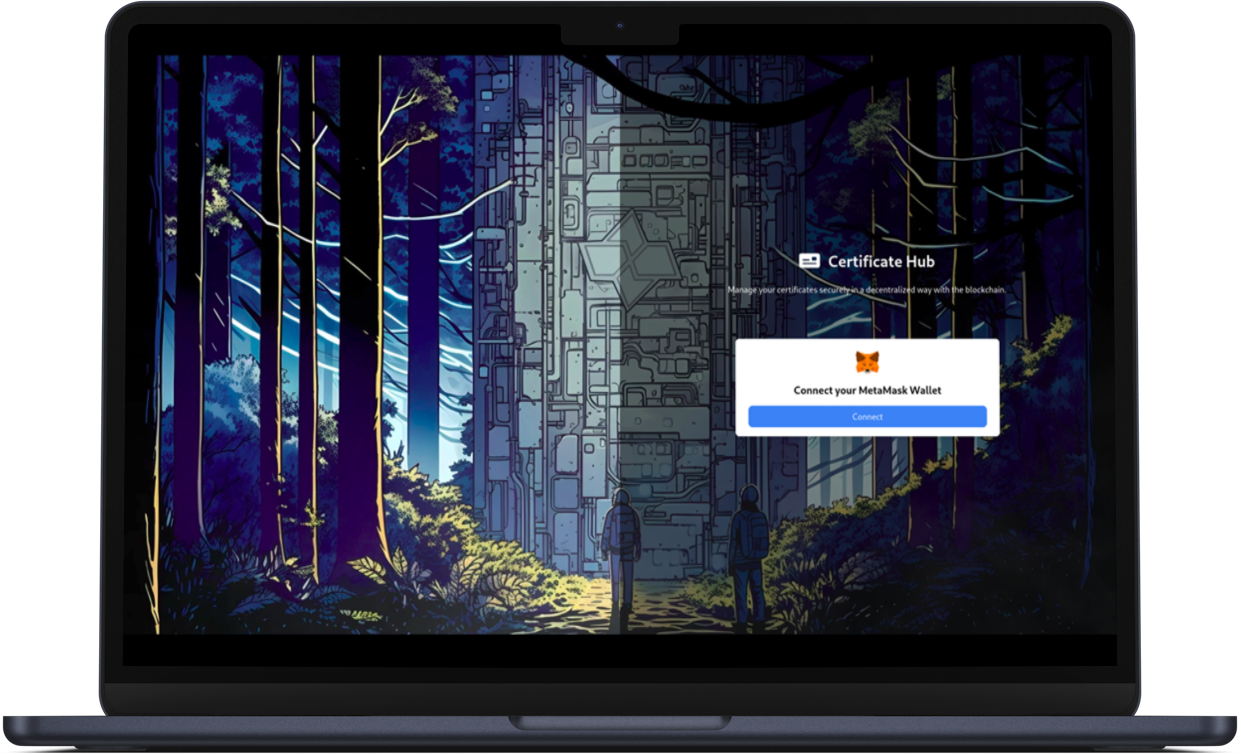 Certificate Hub
Manage your certificates securely in a decentralized way with the blockchain.
Connect your MetaMask Wallet
Connect